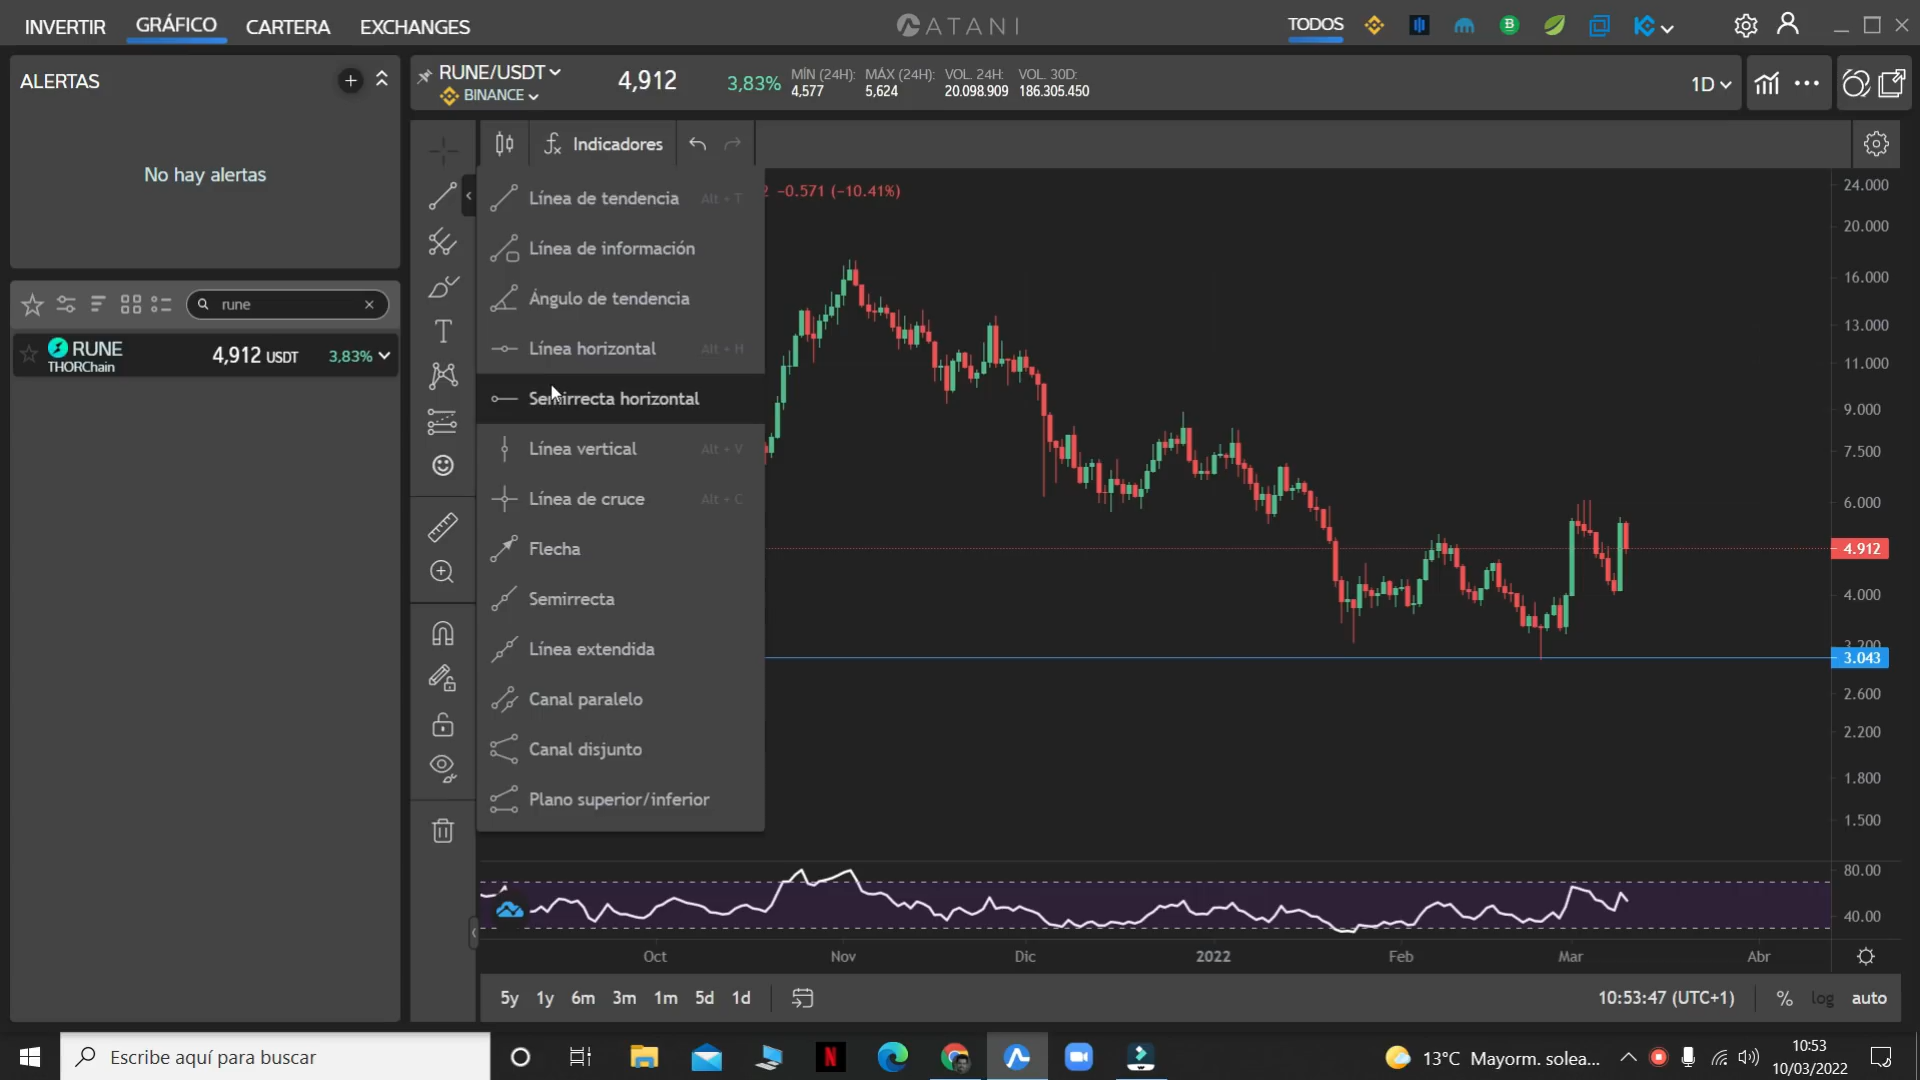 INVERTIR GRÁFICO CARTERA EXCHANGES ATANI TODOS
ALERTAS
No hay alertas
rune
RUNE 4,912 USDT 3,83%
THORChain
RUNE/USDT 4,912 3,83% MÍN (24H): MÁX (24H): VOL. 24H: VOL. 30D: 1D
BINANCE 4,577 5,624 20.098.909 186.305.450
Indicadores
Línea de tendencia Alt + T
Línea de información
Ángulo de tendencia
Línea horizontal Alt + H
Semirrecta horizontal
Línea vertical Alt + V
Línea de cruce Alt + C
Flecha
Semirrecta
Línea extendida
Canal paralelo
Canal disjunto
Plano superior/inferior
2 -0.571 (-10.41%)
24.000
20.000
16.000
13.000
11.000
9.000
7.500
6.000
4.912
4.000
3.200
3.043
2.600
2.200
1.800
1.500
80.00
40.00
Oct Nov Dic 2022 Feb Mar Abr
5y 1y 6m 3m 1m 5d 1d 10:53:47 (UTC+1) % log auto
Escribe aquí para buscar
13°C Mayorm. solea...
10:53
10/03/2022